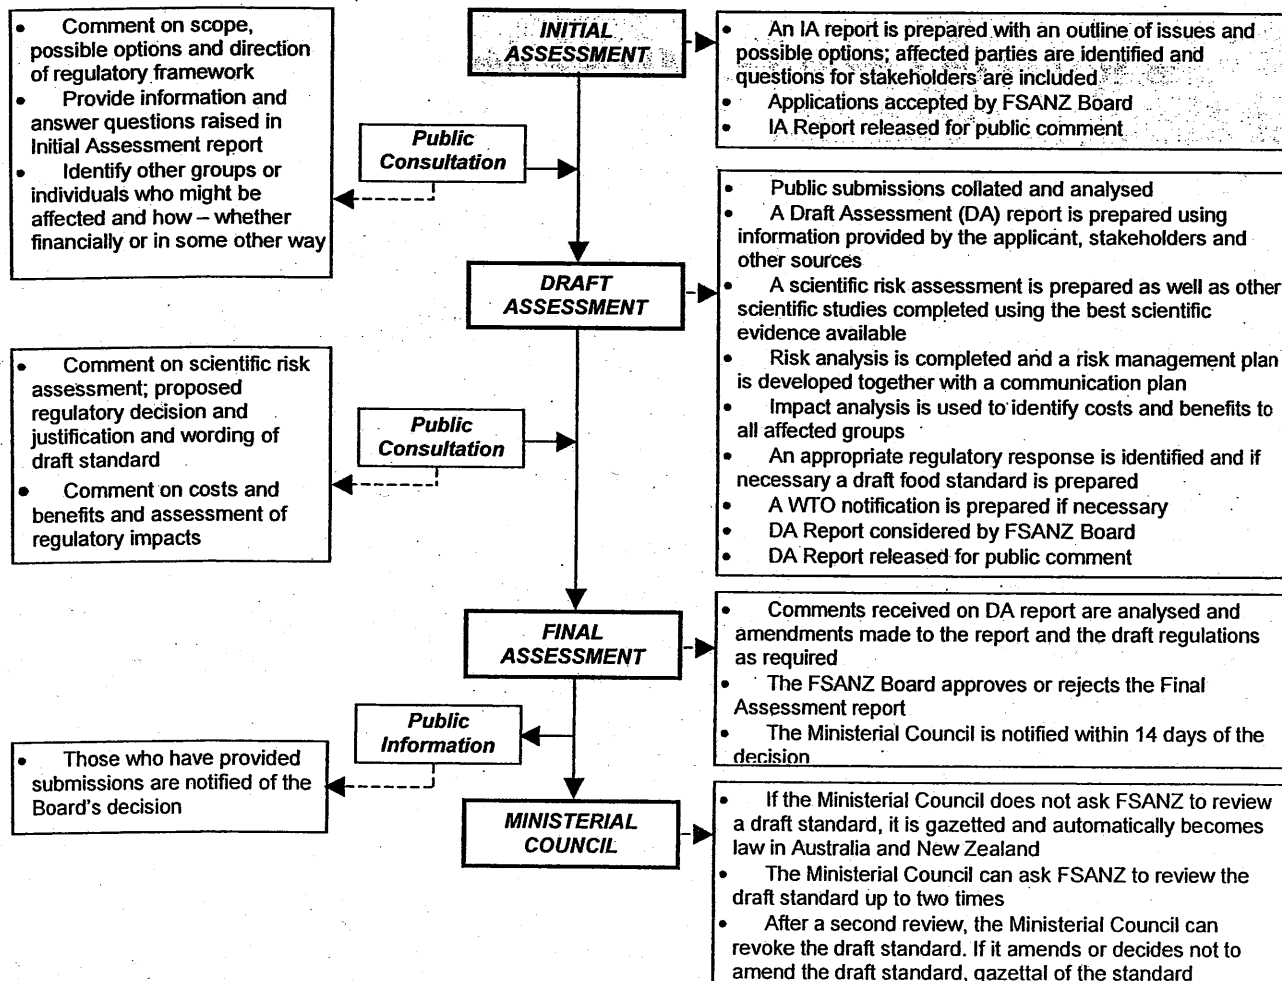 • Comment on scope,
possible options and direction
of regulatory framework
• Provide information and
answer questions raised in
Initial Assessment report
• Identify other groups or
individuals who might be
affected and how – whether
financially or in some other way
INITIAL
ASSESSMENT
• An IA report is prepared with an outline of issues and
possible options; affected parties are identified and
questions for stakeholders are included
• Applications accepted by FSANZ Board
• IA Report released for public comment
Public
Consultation
DRAFT
ASSESSMENT
• Public submissions collated and analysed
• A Draft Assessment (DA) report is prepared using
information provided by the applicant, stakeholders and
other sources
• A scientific risk assessment is prepared as well as other
scientific studies completed using the best scientific
evidence available
• Risk analysis is completed and a risk management plan
is developed together with a communication plan
• Impact analysis is used to identify costs and benefits to
all affected groups
• An appropriate regulatory response is identified and if
necessary a draft food standard is prepared
• A WTO notification is prepared if necessary
• DA Report considered by FSANZ Board
• DA Report released for public comment
• Comment on scientific risk
assessment; proposed
regulatory decision and
justification and wording of
draft standard
• Comment on costs and
benefits and assessment of
regulatory impacts
Public
Consultation
FINAL
ASSESSMENT
• Comments received on DA report are analysed and
amendments made to the report and the draft regulations
as required
• The FSANZ Board approves or rejects the Final
Assessment report
• The Ministerial Council is notified within 14 days of the
decision
Public
Information
• Those who have provided
submissions are notified of the
Board's decision
MINISTERIAL
COUNCIL
• If the Ministerial Council does not ask FSANZ to review
a draft standard, it is gazetted and automatically becomes
law in Australia and New Zealand
• The Ministerial Council can ask FSANZ to review the
draft standard up to two times
• After a second review, the Ministerial Council can
revoke the draft standard. If it amends or decides not to
amend the draft standard, gazettal of the standard